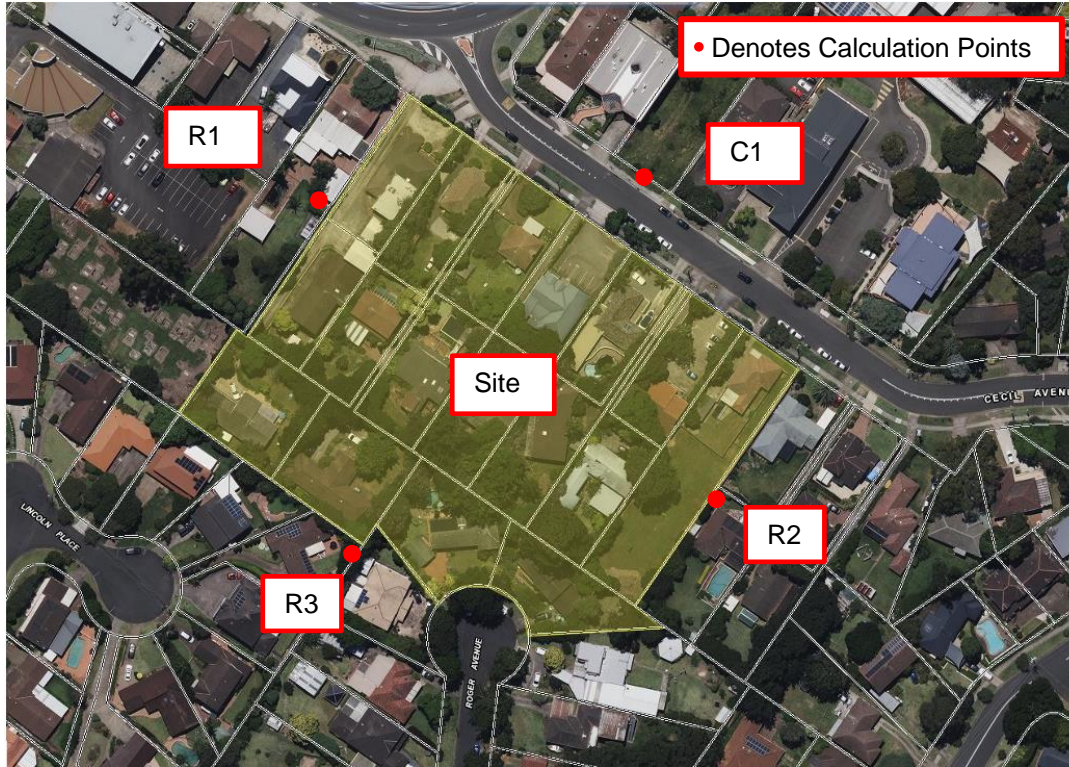 • Denotes Calculation Points
R1
C1
Site
CECIL AVENUE
R2
LINCOLN PLACE
R3
ROGER AVENUE